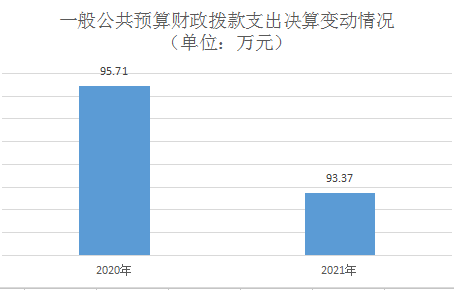 一般公共预算财政拨款支出决算变动情况
（单位：万元）
95.71
93.37
2020年
2021年